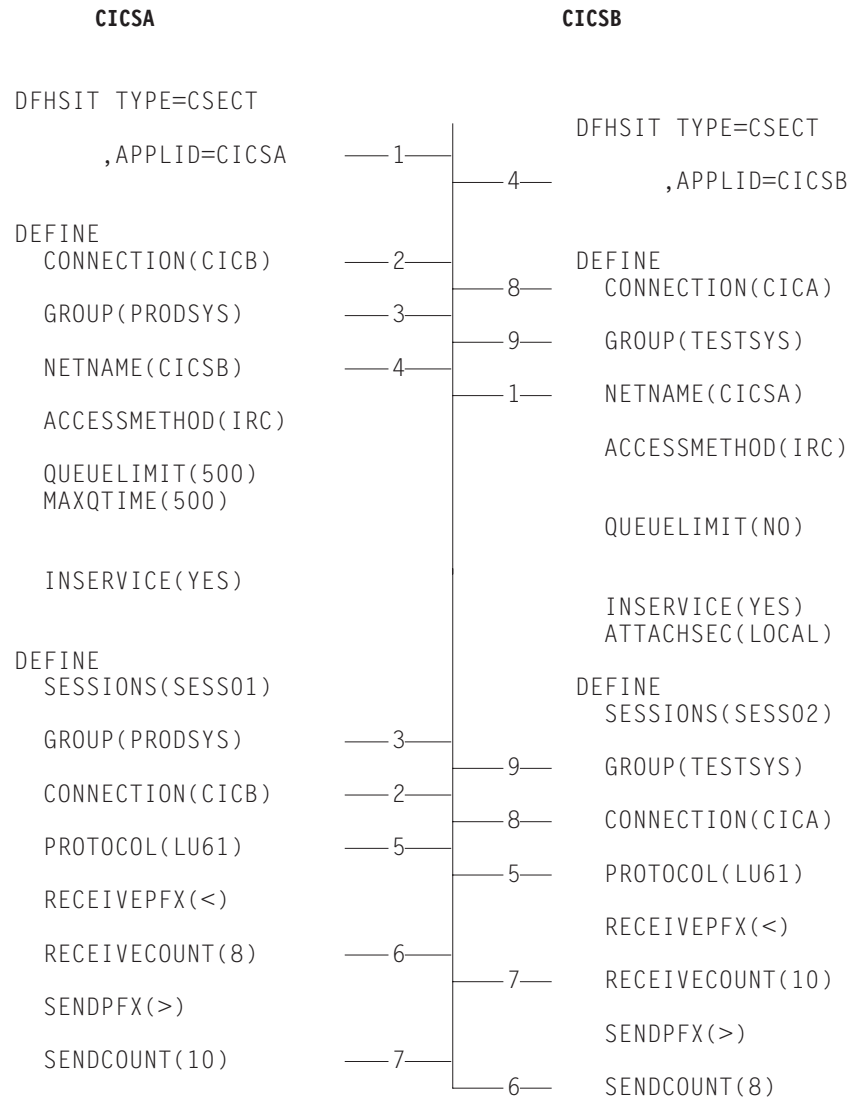 CICSA
CICSB
DFHSIT TYPE=CSECT
,APPLID=CICSA 1
DEFINE
CONNECTION(CICB) 2
GROUP(PRODSYS) 3
NETNAME(CICSB) 4
ACCESSMETHOD(IRC)
QUEUELIMIT(500)
MAXQTIME(500)
INSERVICE(YES)
DEFINE
SESSIONS(SESS01)
GROUP(PRODSYS) 3
CONNECTION(CICB) 2
PROTOCOL(LU61) 5
RECEIVEPFX(<)
RECEIVECOUNT(8) 6
SENDPFX(>)
SENDCOUNT(10) 7
DFHSIT TYPE=CSECT
4 ,APPLID=CICSB
DEFINE
8 CONNECTION(CICA)
9 GROUP(TESTSYS)
1 NETNAME(CICSA)
ACCESSMETHOD(IRC)
QUEUELIMIT(NO)
INSERVICE(YES)
ATTACHSEC(LOCAL)
DEFINE
SESSIONS(SESS02)
9 GROUP(TESTSYS)
8 CONNECTION(CICA)
5 PROTOCOL(LU61)
RECEIVEPFX(<)
7 RECEIVECOUNT(10)
SENDPFX(>)
6 SENDCOUNT(8)